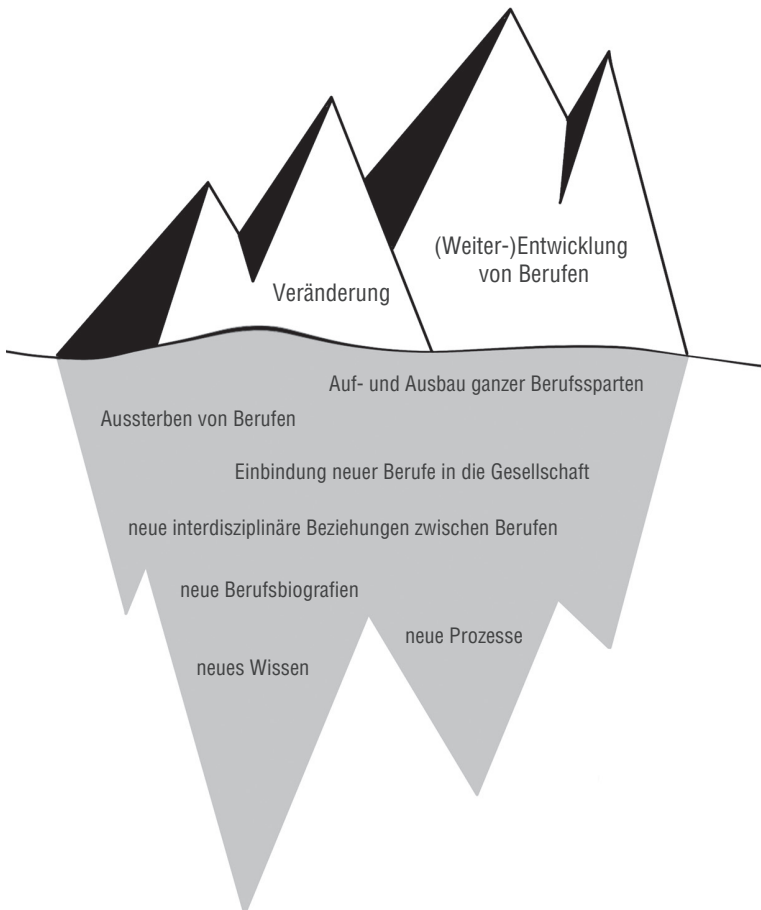 (Weiter-)Entwicklung
von Berufen
Veränderung
Auf- und Ausbau ganzer Berufssparten
Aussterben von Berufen
Einbindung neuer Berufe in die Gesellschaft
neue interdisziplinäre Beziehungen zwischen Berufen
neue Berufsbiografien
neue Prozesse
neues Wissen